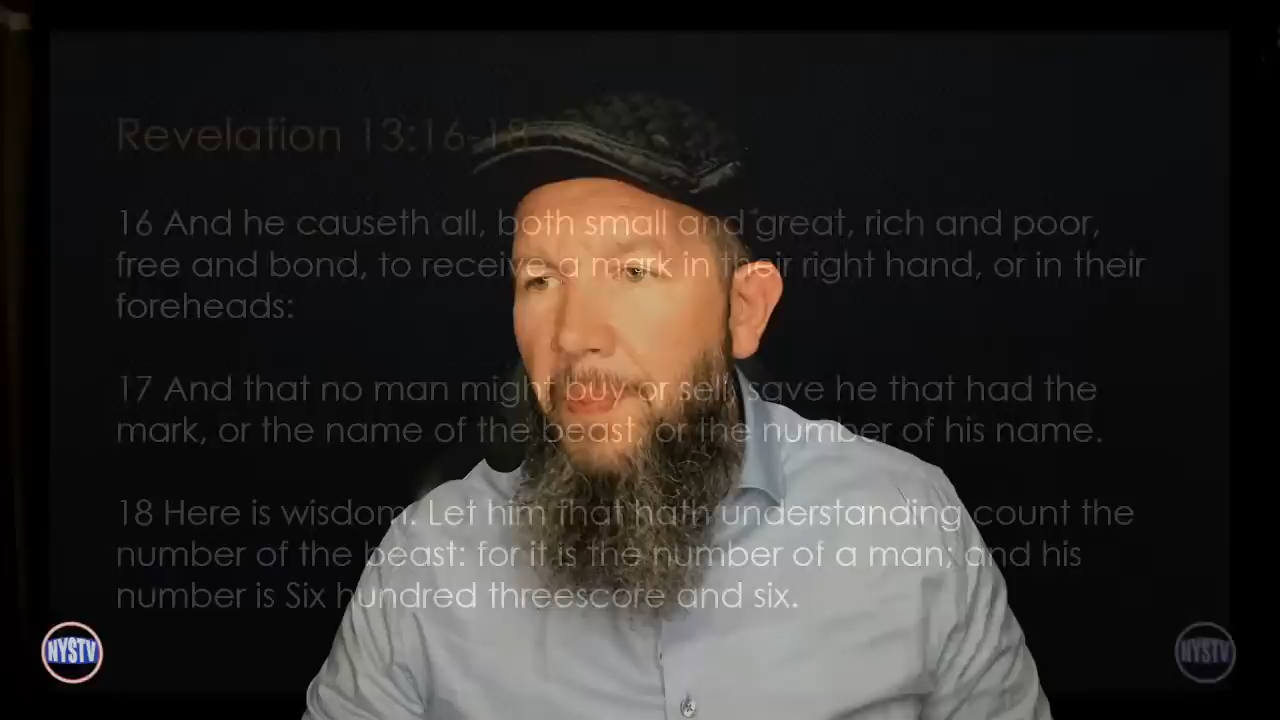 Revelation 13:16-18
16 And he causeth all, both small and great, rich and poor,
free and bond, to receive a mark in their right hand, or in their
foreheads:
17 And that no man might buy or sell, save he that had the
mark, or the name of the beast or the number of his name.
18 Here is wisdom. Let him that hath understanding count the
number of the beast: for it is the number of a man; and his
number is Six hundred threescore and six.
NYSTV
NYSTV